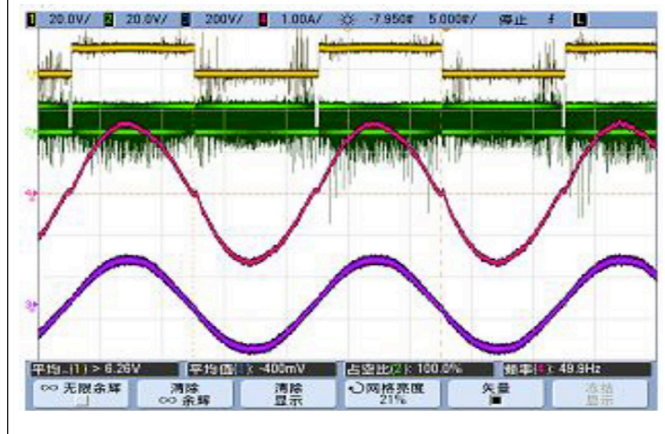 1 20.0V/ 2 20.0V/ 3 200V/ 4 1.00A/ -7.950 5.000 停止 L
平均_(1) > 6.26V 平均值( ): -400mV 占空比(2): 100.0% 频率(4): 49.9Hz
∞ 无限余辉 清除 清除 网格亮度 矢量 冻结
∞ 余辉 显示 21% 显示